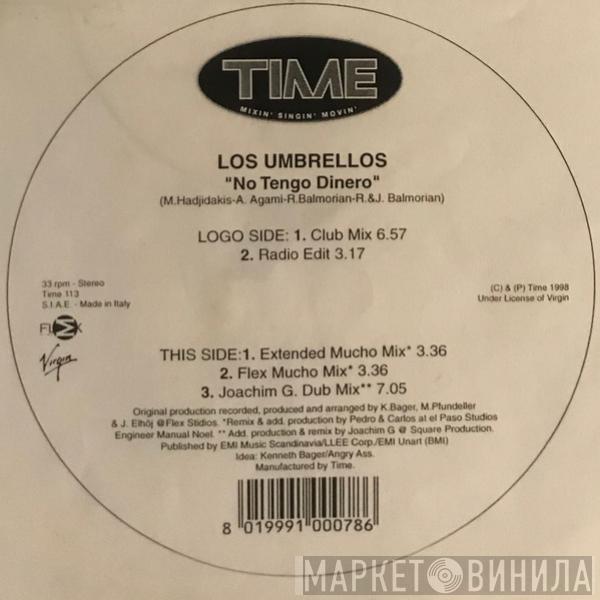 TIME
MIXIN' SINGIN' MOVIN'
LOS UMBRELLOS
"No Tengo Dinero"
(M.Hadjidakis-A. Agami-R.Balmorian-R.&J. Balmorian)
LOGO SIDE: 1. Club Mix 6.57
2. Radio Edit 3.17
33 rpm - Stereo
Time 113
S.I.A.E. - Made in Italy
(C) & (P) Time 1998
Under License of Virgin
FLEX
Virgin
THIS SIDE:1. Extended Mucho Mix* 3.36
2. Flex Mucho Mix* 3.36
3. Joachim G. Dub Mix** 7.05
Original production recorded, produced and arranged by K.Bager, M.Pfundeller
& J. Elhöj @Flex Stidios. *Remix & add. production by Pedro & Carlos at el Paso Studios
Engineer Manual Noel. ** Add. production & remix by Joachim G @ Square Production.
Published by EMI Music Scandinavia/LLEE Corp./EMI Unart (BMI)
Idea: Kenneth Bager/Angry Ass.
Manufactured by Time.
8 019991 000786
МАРКЕТ ВИНИЛА